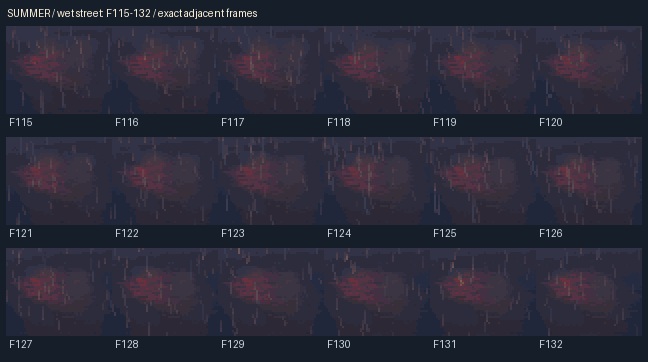 SUMMER / wet street: F115-132 / exact adjacent frames
F115 F116 F117 F118 F119 F120
F121 F122 F123 F124 F125 F126
F127 F128 F129 F130 F131 F132